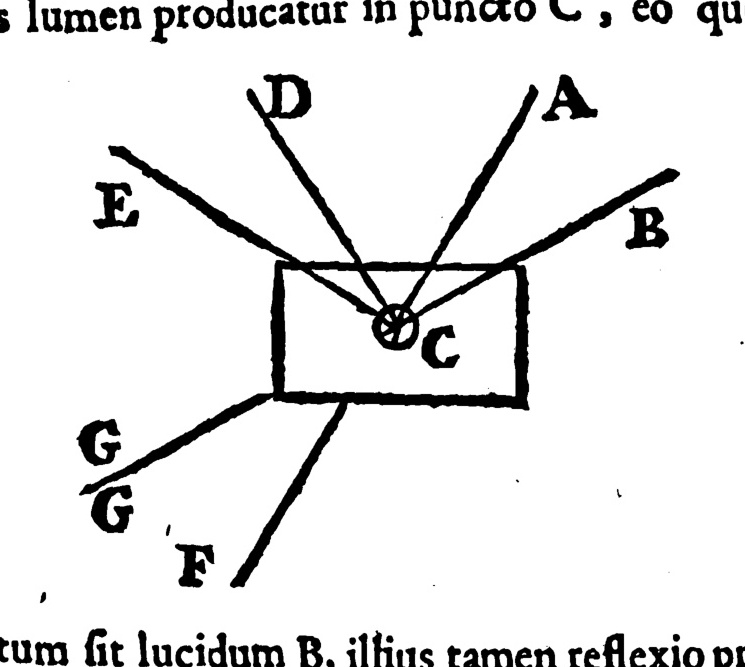 s lumen producatur in puncto C, eo qu
D A
E B
C
G
G
F
tum sit lucidum B, illius tamen reflexio pr